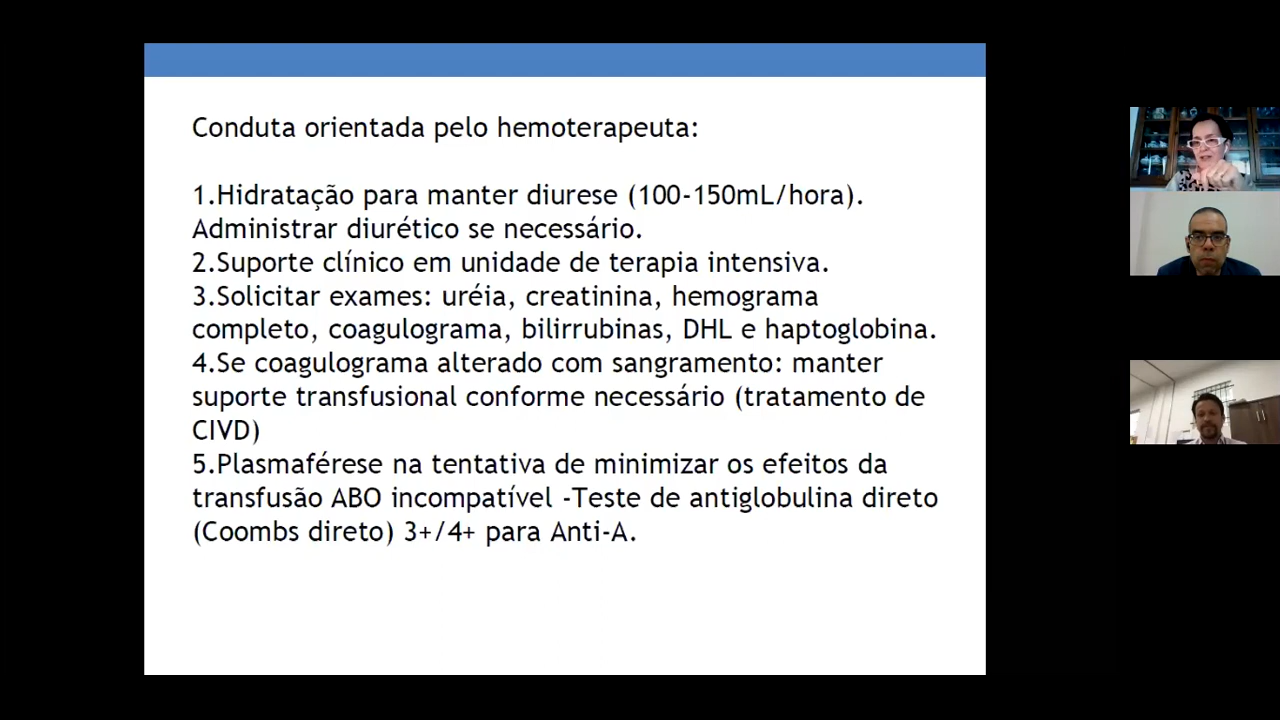 Conduta orientada pelo hemoterapeuta:
1.Hidratação para manter diurese (100-150mL/hora).
Administrar diurético se necessário.
2.Suporte clínico em unidade de terapia intensiva.
3.Solicitar exames: uréia, creatinina, hemograma
completo, coagulograma, bilirrubinas, DHL e haptoglobina.
4.Se coagulograma alterado com sangramento: manter
suporte transfusional conforme necessário (tratamento de
CIVD)
5.Plasmaférese na tentativa de minimizar os efeitos da
transfusão ABO incompatível -Teste de antiglobulina direto
(Coombs direto) 3+/4+ para Anti-A.